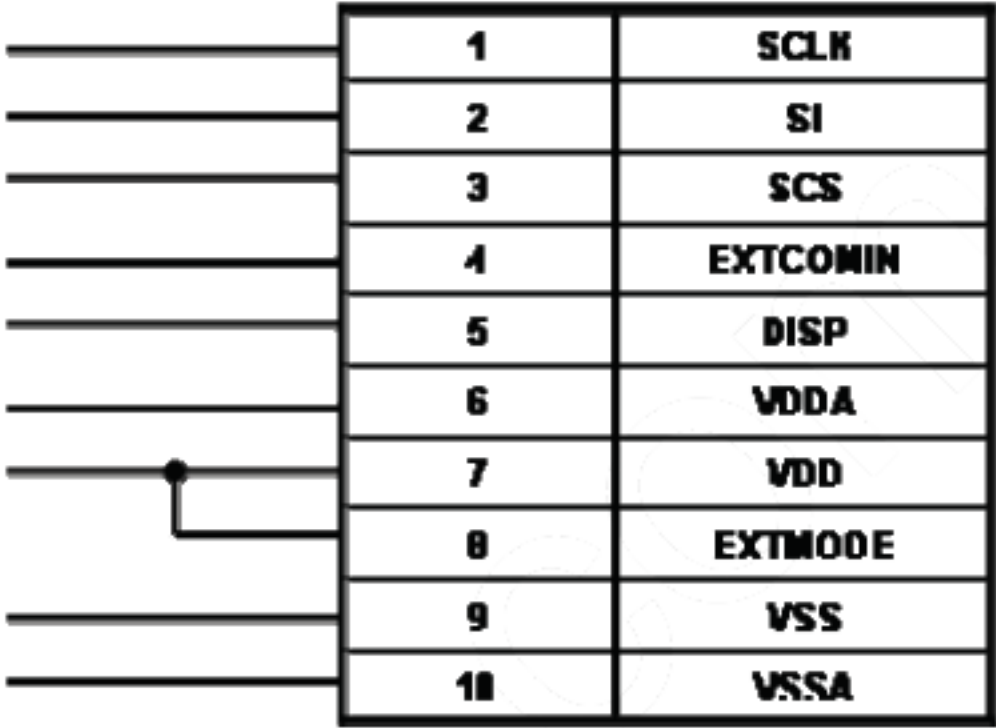 1 SCLK
2 SI
3 SCS
4 EXTCOMIN
5 DISP
6 VDDA
7 VDD
8 EXTMODE
9 VSS
10 VSSA